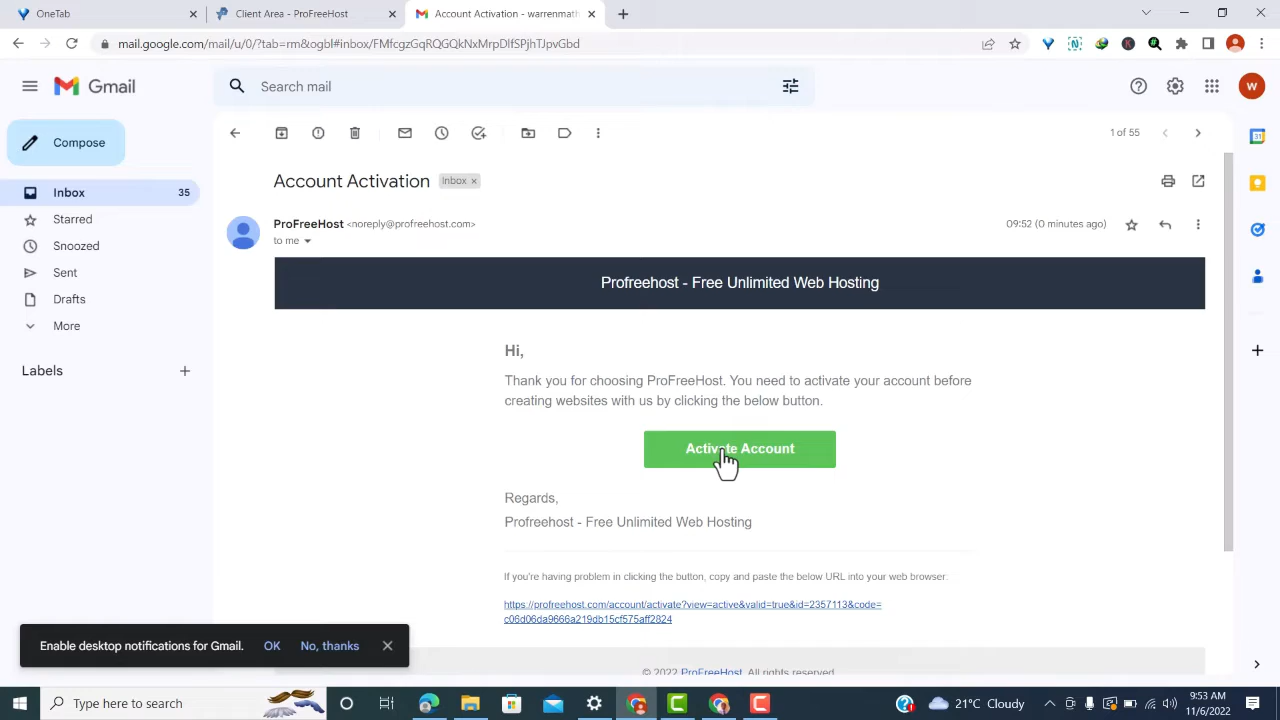 OneTab
Client Area - ProFreeHost
Account Activation - warrenmath
mail.google.com/mail/u/0/?tab=rm&ogbl#inbox/FMfcgzGqRQGQkNxMrpDlfSPjhTJpvGbd
Gmail
Search mail
W
Compose
1 of 55
Inbox 35
Starred
Snoozed
Sent
Drafts
More
Labels
Account Activation Inbox ×
ProFreeHost <noreply@profreehost.com>
09:52 (0 minutes ago)
to me
Profreehost - Free Unlimited Web Hosting
Hi,
Thank you for choosing ProFreeHost. You need to activate your account before
creating websites with us by clicking the below button.
Activate Account
Regards,
Profreehost - Free Unlimited Web Hosting
If you're having problem in clicking the button, copy and paste the below URL into your web browser:
https://profreehost.com/account/activate?view=active&valid=true&id=2357113&code=
c06d06da9666a219db15cf575aff2824
© 2022 ProFreeHost. All rights reserved.
Enable desktop notifications for Gmail. OK No, thanks
Type here to search
21°C Cloudy
9:53 AM
11/6/2022